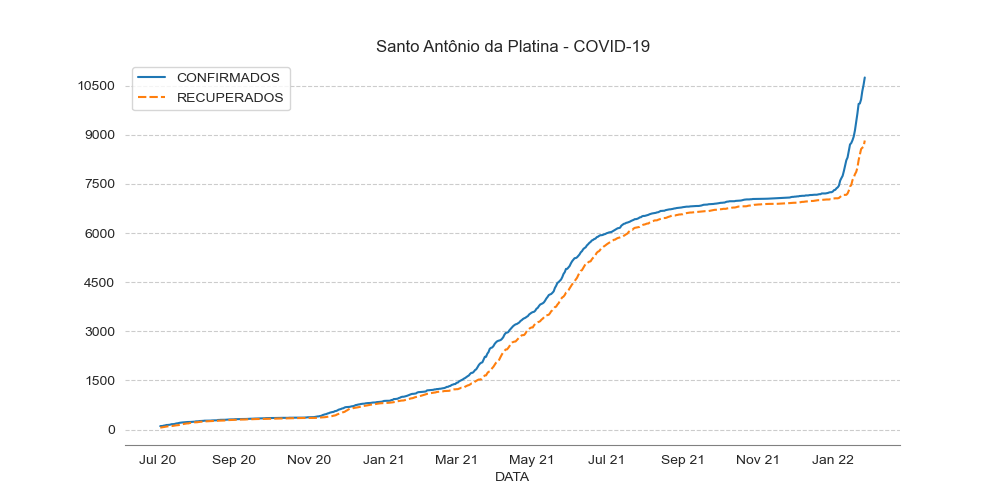 Santo Antônio da Platina - COVID-19
CONFIRMADOS
RECUPERADOS
10500
9000
7500
6000
4500
3000
1500
0
Jul 20 Sep 20 Nov 20 Jan 21 Mar 21 May 21 Jul 21 Sep 21 Nov 21 Jan 22
DATA